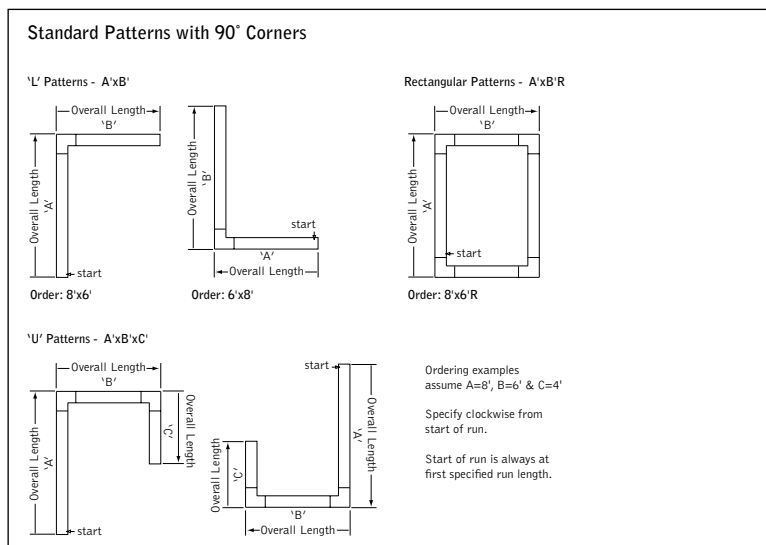 Standard Patterns with 90° Corners
‘L’ Patterns - A'xB'
Overall Length
‘B’
Overall Length
‘A’
start
Order: 8'x6'
Overall Length
‘B’
start
‘A’
Overall Length
Order: 6'x8'
Rectangular Patterns - A'xB'R
Overall Length
‘B’
Overall Length
‘A’
start
Order: 8'x6'R
‘U’ Patterns - A'xB'xC'
Overall Length
‘B’
Overall Length
‘A’
‘C’
Overall Length
start
start
Overall Length
‘A’
Overall Length
‘C’
‘B’
Overall Length
Ordering examples
assume A=8', B=6' & C=4'
Specify clockwise from
start of run.
Start of run is always at
first specified run length.